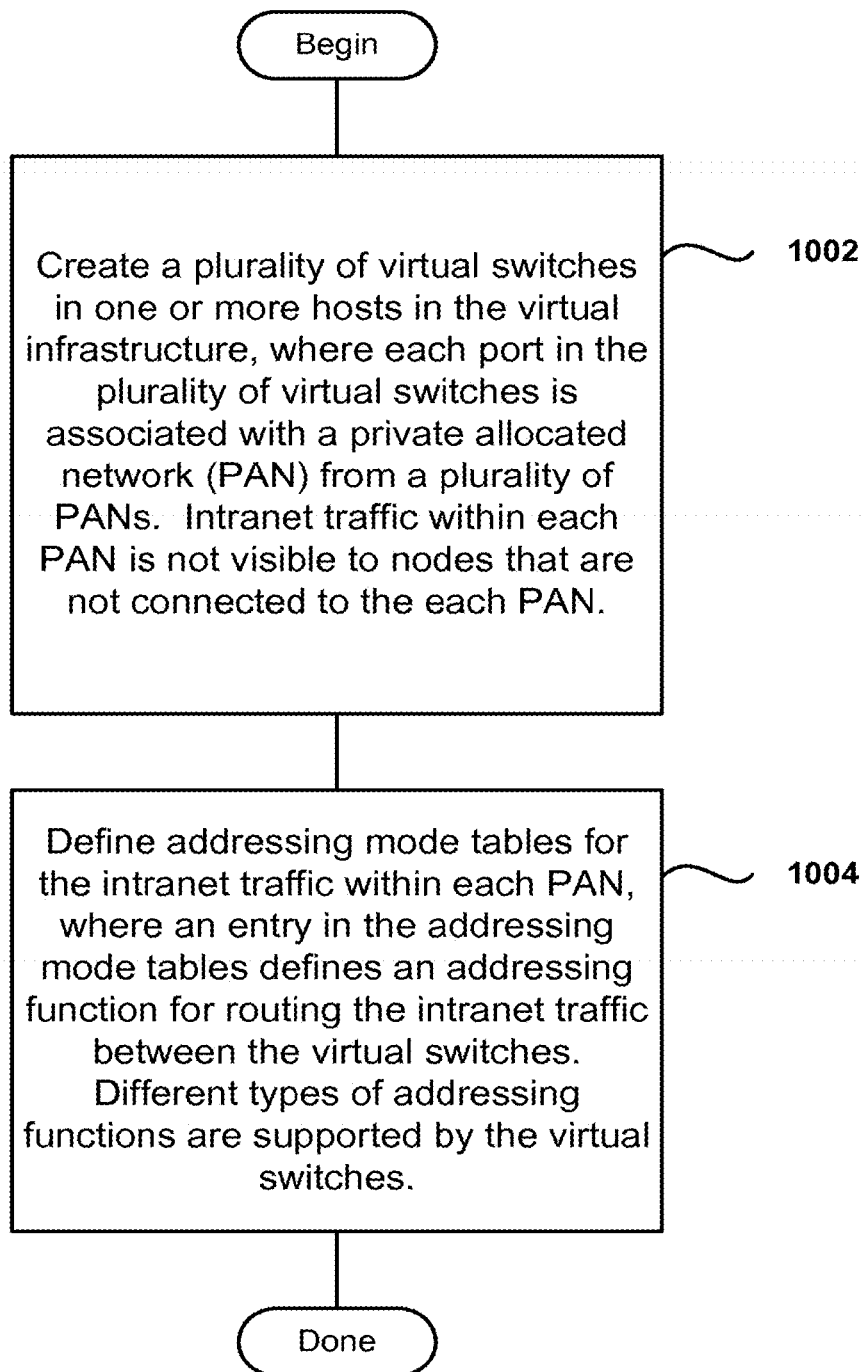 Begin
Create a plurality of virtual switches
in one or more hosts in the virtual
infrastructure, where each port in the
plurality of virtual switches is
associated with a private allocated
network (PAN) from a plurality of
PANs. Intranet traffic within each
PAN is not visible to nodes that are
not connected to the each PAN.
1002
Define addressing mode tables for
the intranet traffic within each PAN,
where an entry in the addressing
mode tables defines an addressing
function for routing the intranet traffic
between the virtual switches.
Different types of addressing
functions are supported by the virtual
switches.
1004
Done